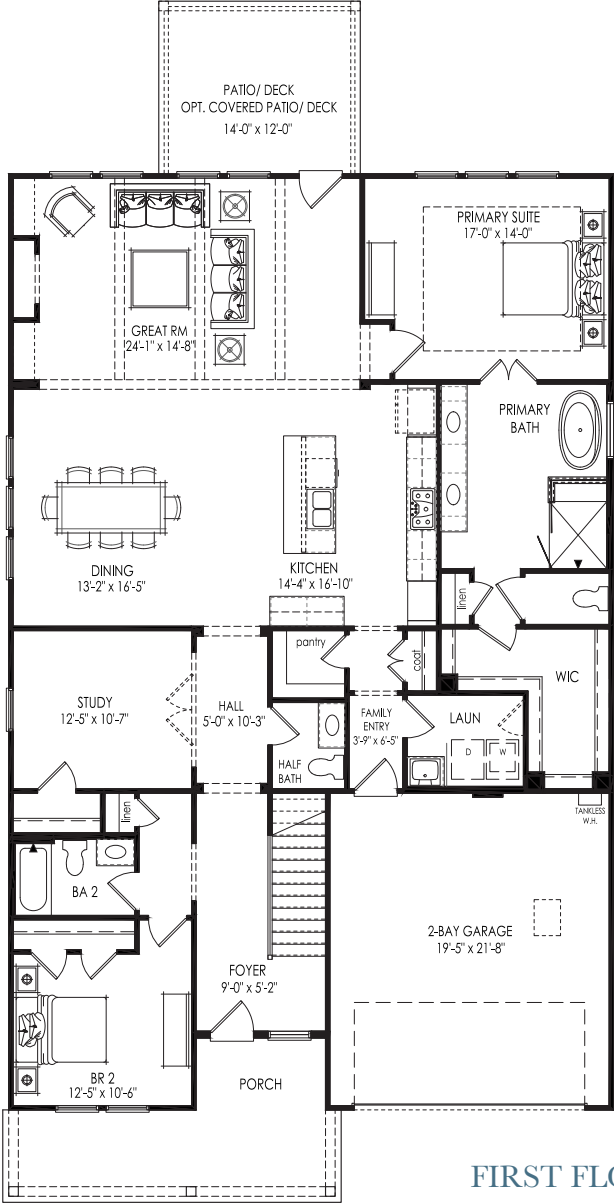 PATIO/ DECK
OPT. COVERED PATIO/ DECK
14'-0" x 12'-0"
PRIMARY SUITE
17'-0" x 14'-0"
GREAT RM
24'-1" x 14'-8"
PRIMARY
BATH
DINING
13'-2" x 16'-5"
KITCHEN
14'-4" x 16'-10"
linen
pantry
coat
WIC
STUDY
12'-5" x 10'-7"
HALL
5'-0" x 10'-3"
FAMILY
ENTRY
3'-9" x 6'-5"
LAUN
D
W
HALF
BATH
linen
TANKLESS
W.H.
BA 2
2-BAY GARAGE
19'-5" x 21'-8"
FOYER
9'-0" x 5'-2"
BR 2
12'-5" x 10'-6"
PORCH
FIRST FLO